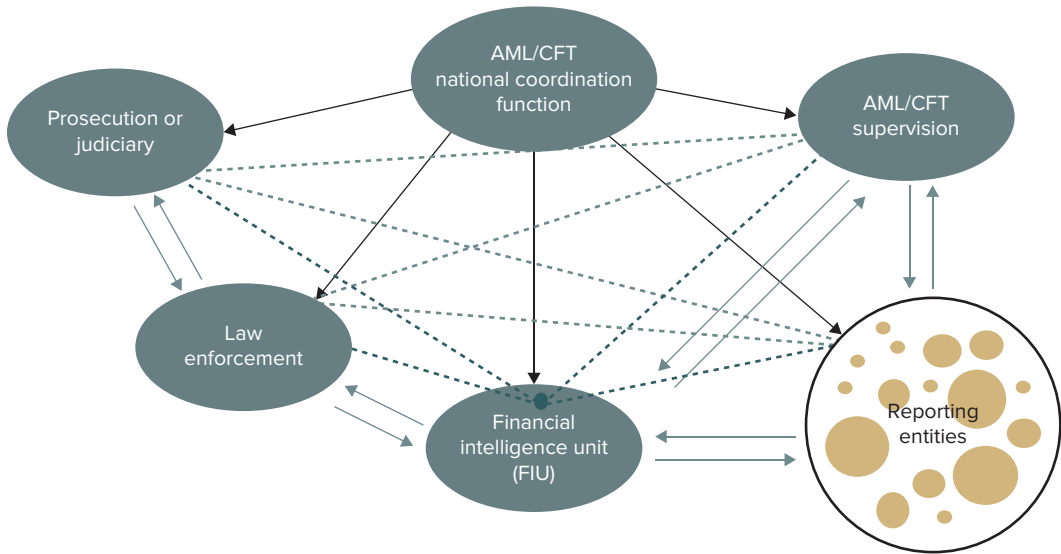 AML/CFT
national coordination
function
Prosecution or
judiciary
AML/CFT
supervision
Law
enforcement
Financial
intelligence unit
(FIU)
Reporting
entities